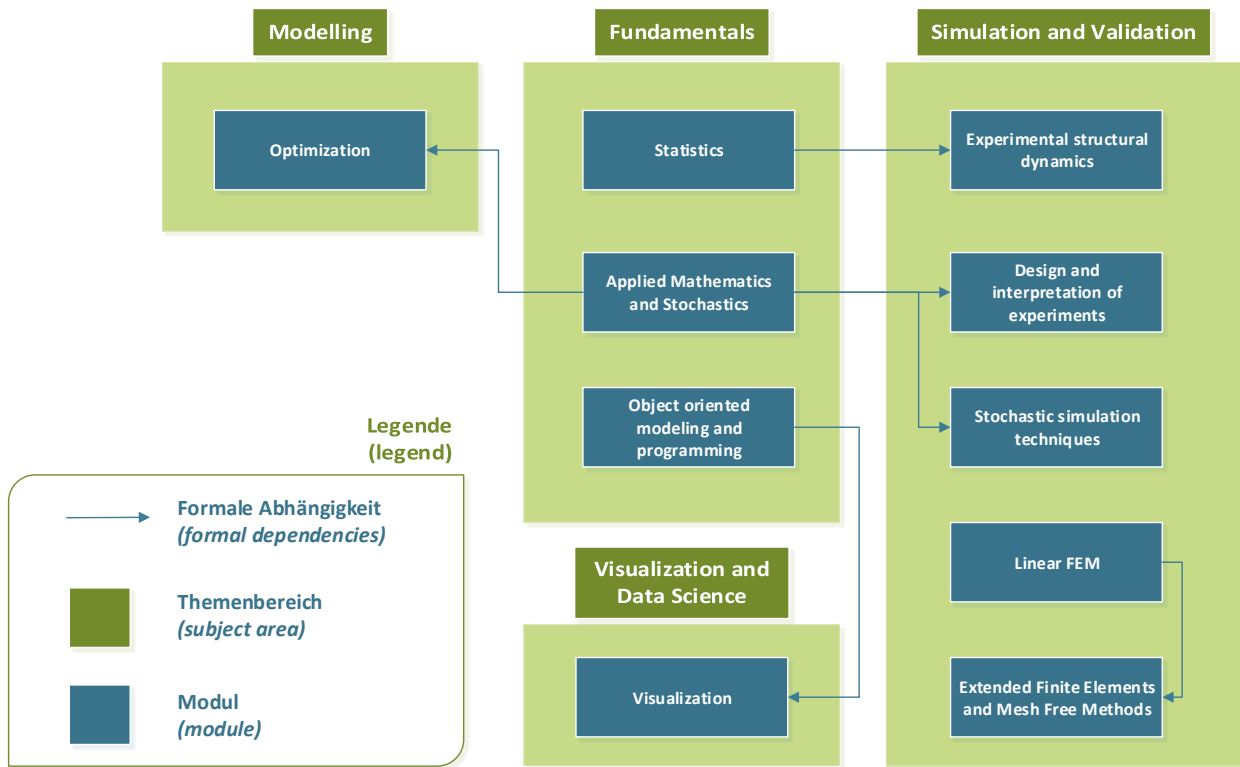 Modelling
Optimization
Fundamentals
Statistics
Applied Mathematics
and Stochastics
Object oriented
modeling and
programming
Simulation and Validation
Experimental structural
dynamics
Design and
interpretation of
experiments
Stochastic simulation
techniques
Linear FEM
Extended Finite Elements
and Mesh Free Methods
Visualization and
Data Science
Visualization
Legende
(legend)
Formale Abhängigkeit
(formal dependencies)
Themenbereich
(subject area)
Modul
(module)